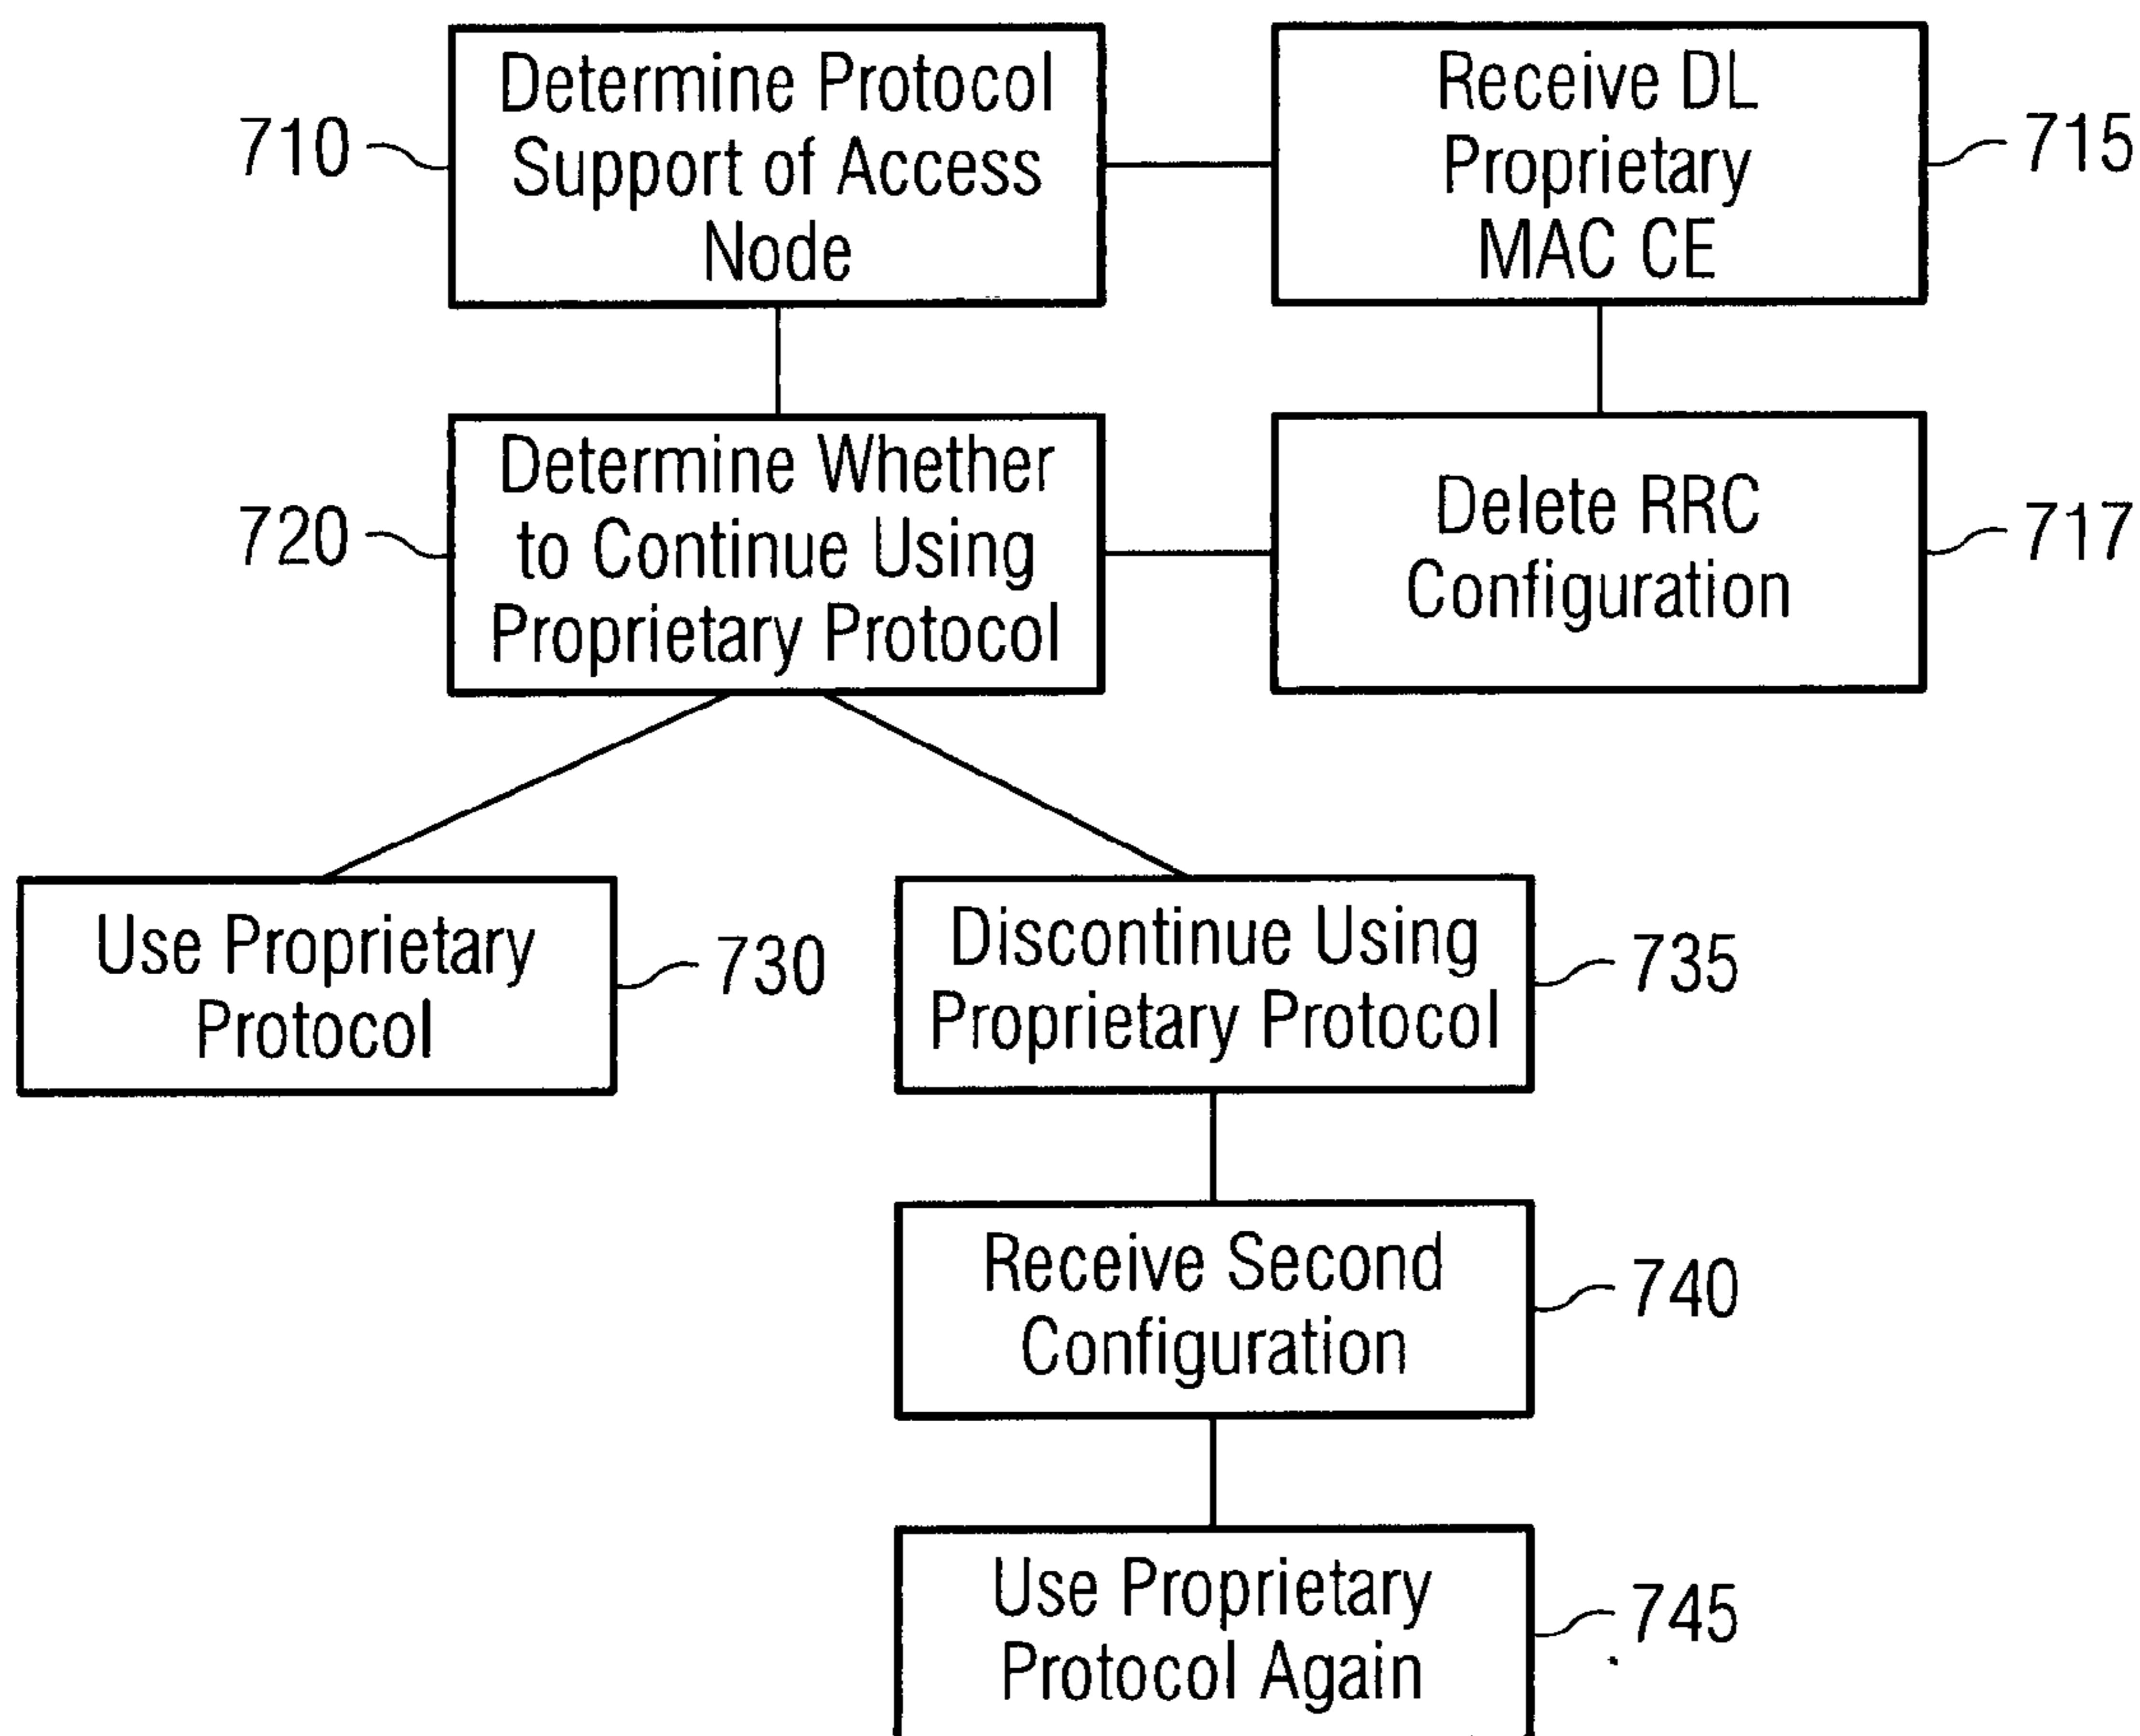 Determine Protocol
Support of Access
Node
710
Receive DL
Proprietary
MAC CE
715
Determine Whether
to Continue Using
Proprietary Protocol
720
Delete RRC
Configuration
717
Use Proprietary
Protocol
730
Discontinue Using
Proprietary Protocol
735
Receive Second
Configuration
740
Use Proprietary
Protocol Again
745